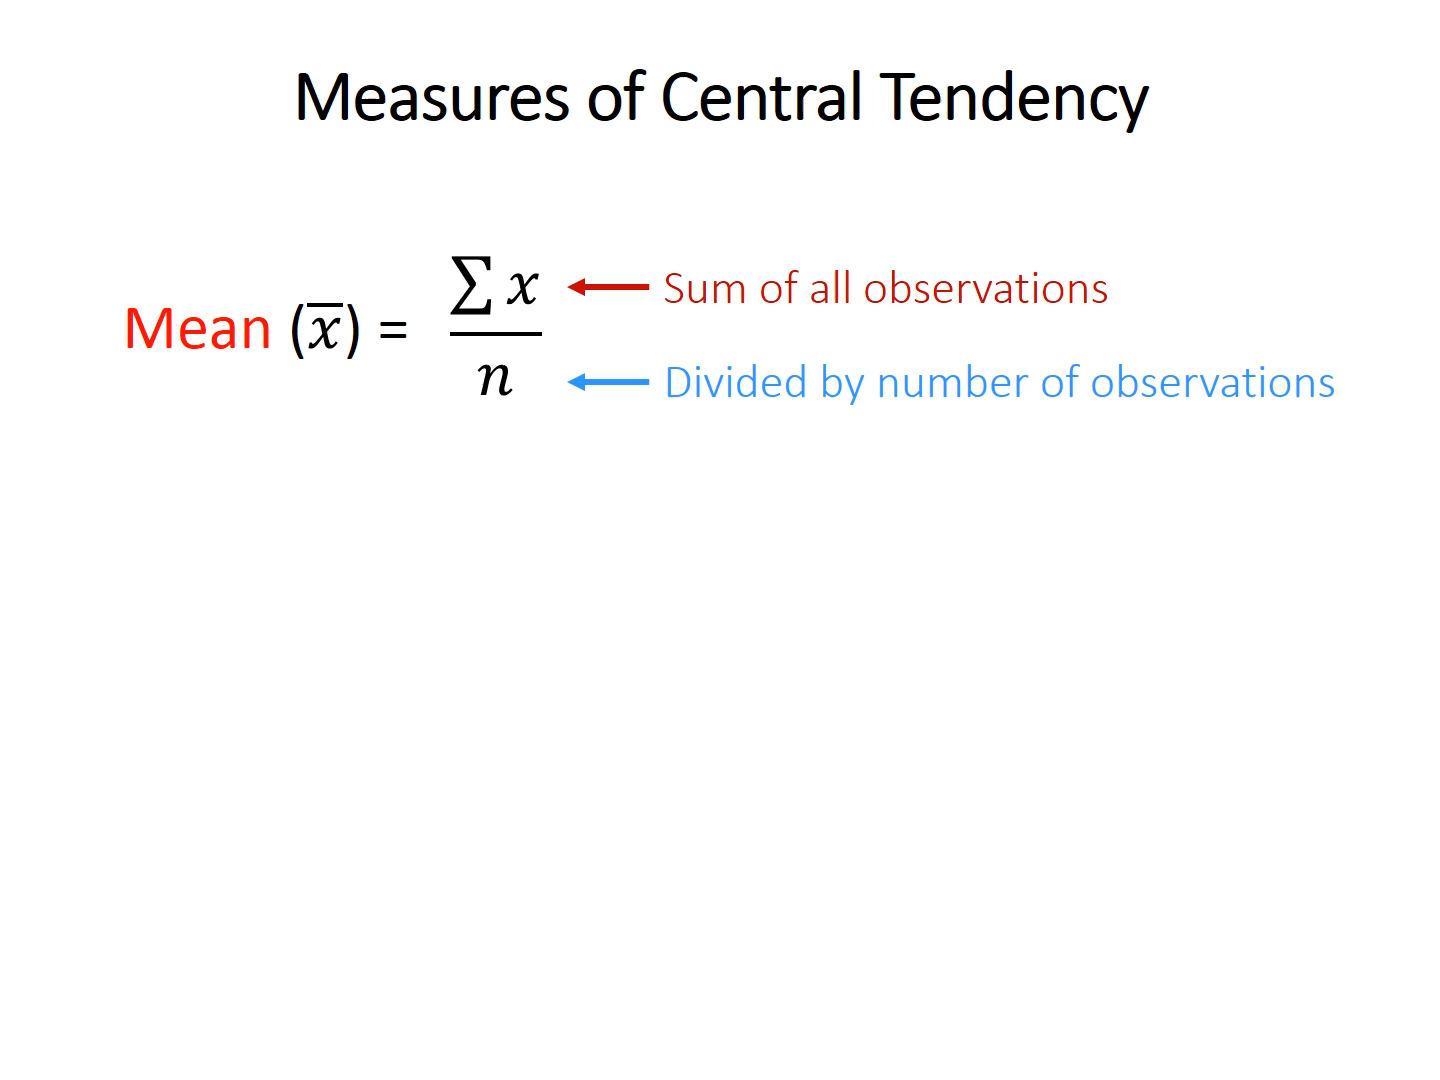 Measures of Central Tendency
Mean (x̅) = ∑ x / n
Sum of all observations
Divided by number of observations